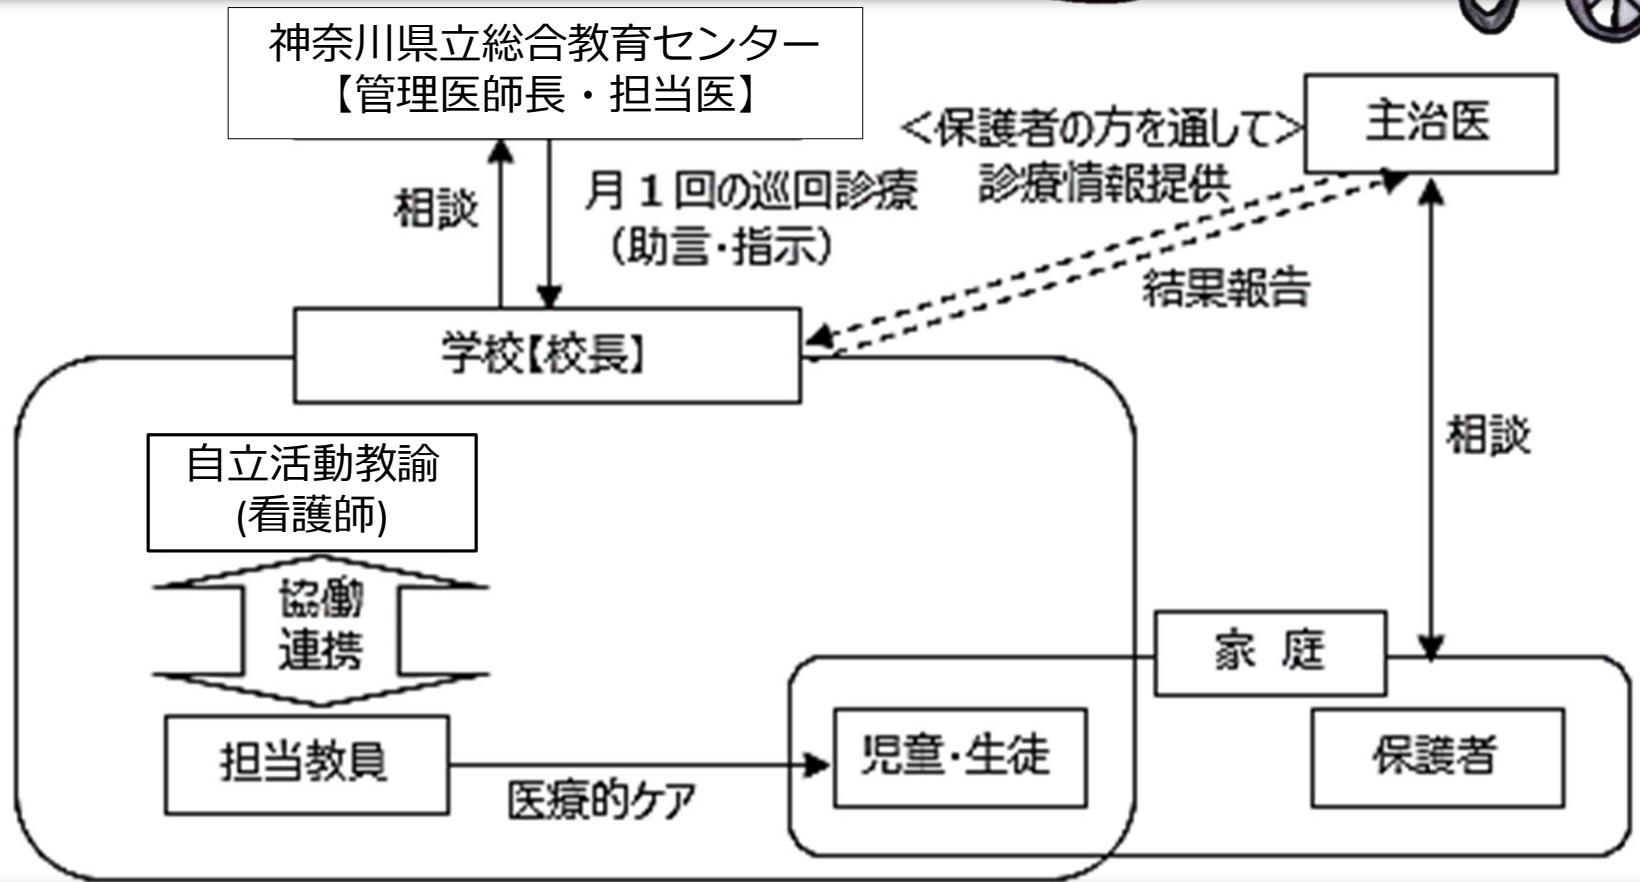 神奈川県立総合教育センター
【管理医師長・担当医】
主治医
＜保護者の方を通して＞
診療情報提供
相談
月１回の巡回診療
（助言・指示）
結果報告
学校【校長】
相談
自立活動教諭
(看護師)
協働
連携
家 庭
担当教員
医療的ケア
児童・生徒
保護者